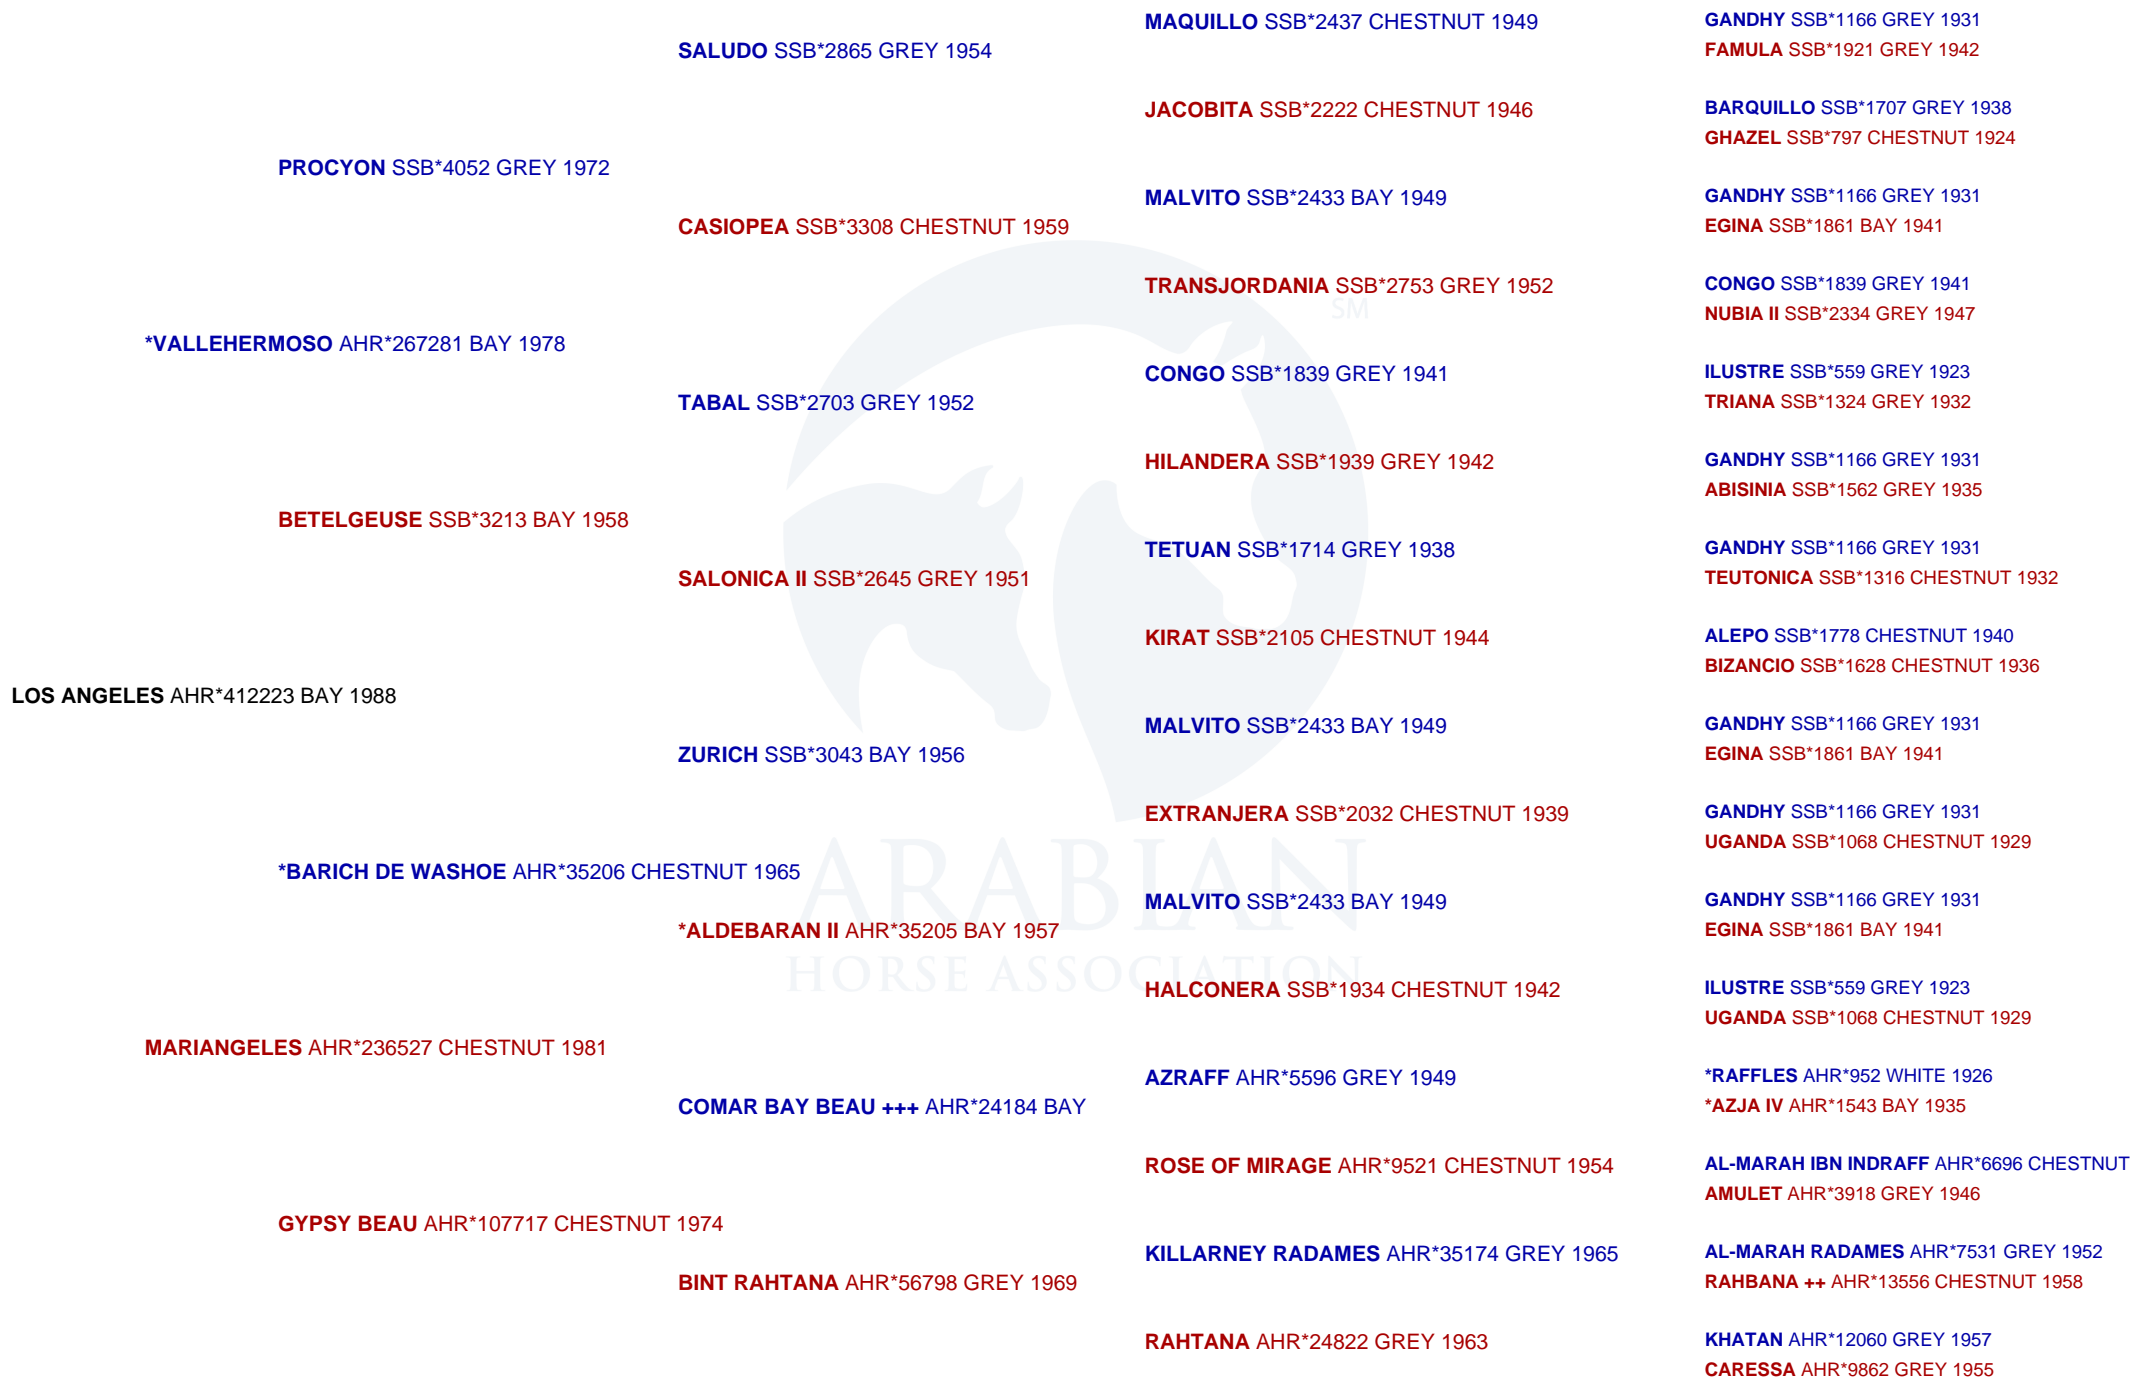 MAQUILLO SSB*2437 CHESTNUT 1949
GANDHY SSB*1166 GREY 1931
SALUDO SSB*2865 GREY 1954
FAMULA SSB*1921 GREY 1942
JACOBITA SSB*2222 CHESTNUT 1946
BARQUILLO SSB*1707 GREY 1938
GHAZEL SSB*797 CHESTNUT 1924
PROCYON SSB*4052 GREY 1972
MALVITO SSB*2433 BAY 1949
GANDHY SSB*1166 GREY 1931
CASIOPEA SSB*3308 CHESTNUT 1959
EGINA SSB*1861 BAY 1941
TRANSJORDANIA SSB*2753 GREY 1952
CONGO SSB*1839 GREY 1941
NUBIA II SSB*2334 GREY 1947
SM
*VALLEHERMOSO AHR*267281 BAY 1978
CONGO SSB*1839 GREY 1941
ILUSTRE SSB*559 GREY 1923
TABAL SSB*2703 GREY 1952
TRIANA SSB*1324 GREY 1932
HILANDERA SSB*1939 GREY 1942
GANDHY SSB*1166 GREY 1931
ABISINIA SSB*1562 GREY 1935
BETELGEUSE SSB*3213 BAY 1958
TETUAN SSB*1714 GREY 1938
GANDHY SSB*1166 GREY 1931
SALONICA II SSB*2645 GREY 1951
TEUTONICA SSB*1316 CHESTNUT 1932
KIRAT SSB*2105 CHESTNUT 1944
ALEPO SSB*1778 CHESTNUT 1940
BIZANCIO SSB*1628 CHESTNUT 1936
LOS ANGELES AHR*412223 BAY 1988
MALVITO SSB*2433 BAY 1949
GANDHY SSB*1166 GREY 1931
ZURICH SSB*3043 BAY 1956
EGINA SSB*1861 BAY 1941
EXTRANJERA SSB*2032 CHESTNUT 1939
GANDHY SSB*1166 GREY 1931
UGANDA SSB*1068 CHESTNUT 1929
*BARICH DE WASHOE AHR*35206 CHESTNUT 1965
ARABIAN
MALVITO SSB*2433 BAY 1949
GANDHY SSB*1166 GREY 1931
*ALDEBARAN II AHR*35205 BAY 1957
EGINA SSB*1861 BAY 1941
HORSE ASSOCIATION
HALCONERA SSB*1934 CHESTNUT 1942
ILUSTRE SSB*559 GREY 1923
UGANDA SSB*1068 CHESTNUT 1929
MARIANGELES AHR*236527 CHESTNUT 1981
AZRAFF AHR*5596 GREY 1949
*RAFFLES AHR*952 WHITE 1926
COMAR BAY BEAU +++ AHR*24184 BAY
*AZJA IV AHR*1543 BAY 1935
ROSE OF MIRAGE AHR*9521 CHESTNUT 1954
AL-MARAH IBN INDRAFF AHR*6696 CHESTNUT
AMULET AHR*3918 GREY 1946
GYPSY BEAU AHR*107717 CHESTNUT 1974
KILLARNEY RADAMES AHR*35174 GREY 1965
AL-MARAH RADAMES AHR*7531 GREY 1952
BINT RAHTANA AHR*56798 GREY 1969
RAHBANA ++ AHR*13556 CHESTNUT 1958
RAHTANA AHR*24822 GREY 1963
KHATAN AHR*12060 GREY 1957
CARESSA AHR*9862 GREY 1955